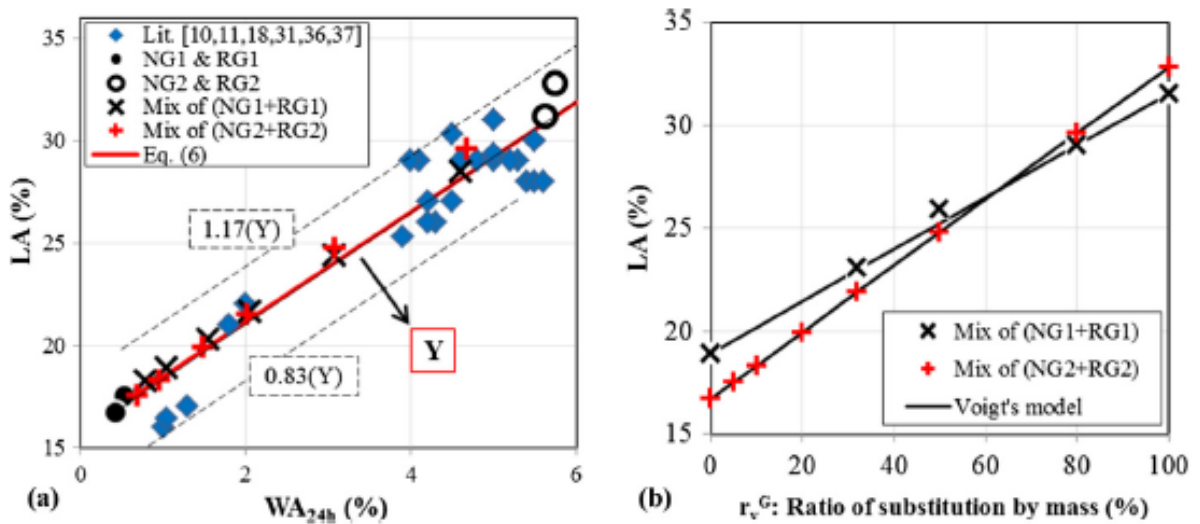 35
30
25
20
15
LA (%)
Lit. [10,11,18,31,36,37]
NG1 & RG1
NG2 & RG2
Mix of (NG1+RG1)
Mix of (NG2+RG2)
Eq. (6)
1.17(Y)
Y
0.83(Y)
0 2 4 6
(a) WA24h (%)
35
30
25
20
15
LA (%)
Mix of (NG1+RG1)
Mix of (NG2+RG2)
Voigt's model
0 20 40 60 80 100
(b) rvG: Ratio of substitution by mass (%)